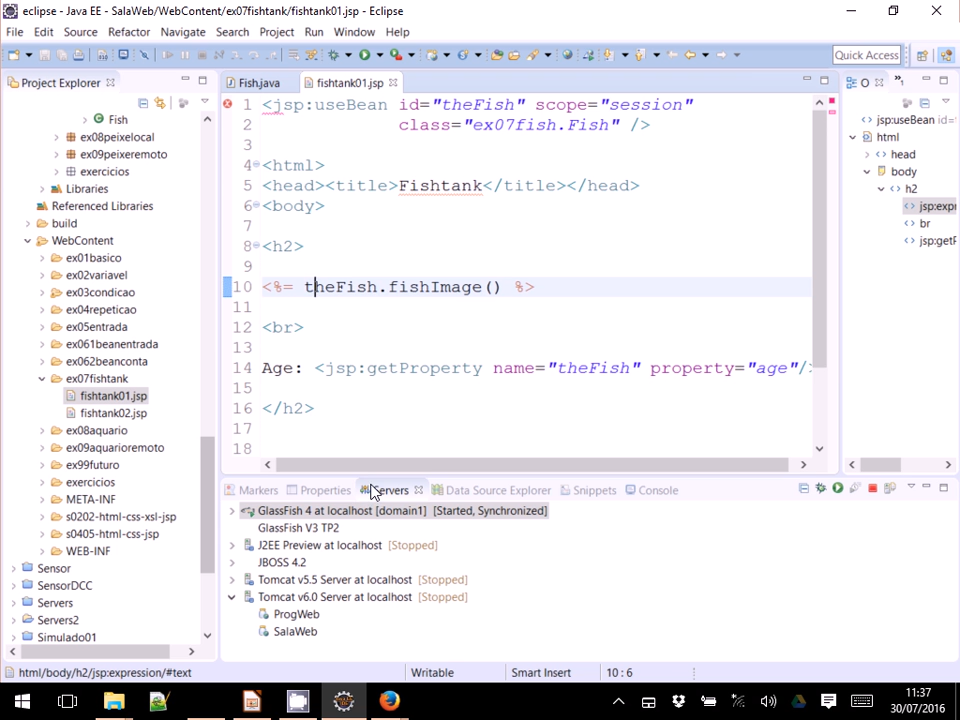 eclipse - Java EE - SalaWeb/WebContent/ex07fishtank/fishtank01.jsp - Eclipse
File Edit Source Refactor Navigate Search Project Run Window Help
Quick Access
Project Explorer
Fish
ex08peixelocal
ex09peixeremoto
exercicios
Libraries
Referenced Libraries
build
WebContent
ex01basico
ex02variavel
ex03condicao
ex04repeticao
ex05entrada
ex061beanentrada
ex062beanconta
ex07fishtank
fishtank01.jsp
fishtank02.jsp
ex08aquario
ex09aquarioremoto
ex99futuro
exercicios
META-INF
s0202-html-css-xsl-jsp
s0405-html-css-jsp
WEB-INF
Sensor
SensorDCC
Servers
Servers2
Simulado01
Fish.java
fishtank01.jsp
1 <jsp:useBean id="theFish" scope="session"
2 class="ex07fish.Fish" />
3
4 <html>
5 <head><title>Fishtank</title></head>
6 <body>
7
8 <h2>
9
10 <%= theFish.fishImage() %>
11
12 <br>
13
14 Age: <jsp:getProperty name="theFish" property="age"/>
15
16 </h2>
17
18
O
jsp:useBean id=
html
head
body
h2
jsp:exp
br
jsp:getP
Markers Properties Servers Data Source Explorer Snippets Console
GlassFish 4 at localhost [domain1] [Started, Synchronized]
GlassFish V3 TP2
J2EE Preview at localhost [Stopped]
JBOSS 4.2
Tomcat v5.5 Server at localhost [Stopped]
Tomcat v6.0 Server at localhost [Stopped]
ProgWeb
SalaWeb
html/body/h2/jsp:expression/#text
Writable
Smart Insert
10 : 6
11:37
30/07/2016